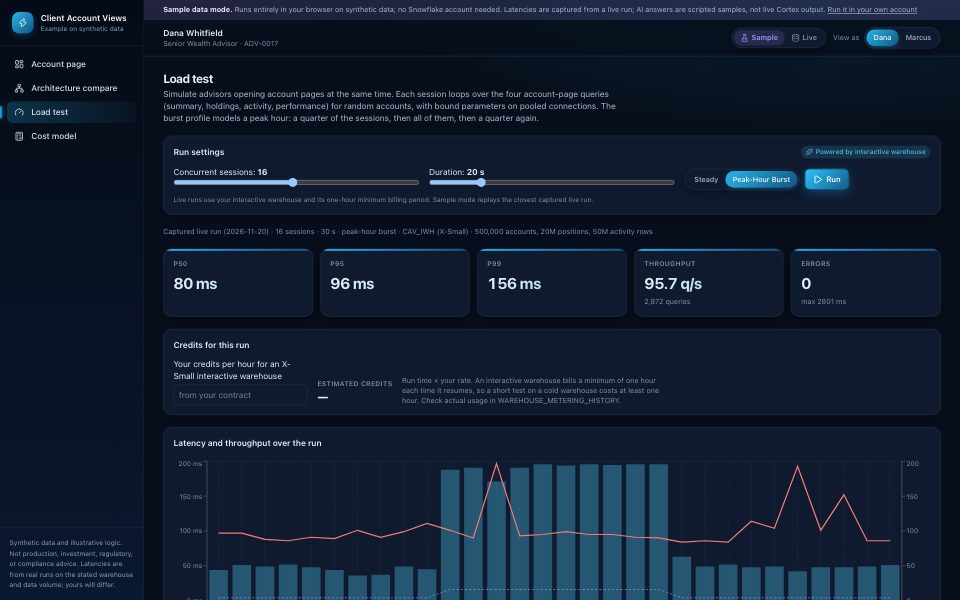 Sample data mode. Runs entirely in your browser on synthetic data; no Snowflake account needed. Latencies are captured from a live run; AI answers are scripted samples, not live Cortex output. Run it in your own account
Client Account Views
Example on synthetic data
Account page
Architecture compare
Load test
Cost model
Synthetic data and illustrative logic.
Not production, investment, regulatory,
or compliance advice. Latencies are
from real runs on the stated warehouse
and data volume; yours will differ.
Dana Whitfield
Senior Wealth Advisor · ADV-0017
Sample Live View as Dana Marcus
Load test
Simulate advisors opening account pages at the same time. Each session loops over the four account-page queries
(summary, holdings, activity, performance) for random accounts, with bound parameters on pooled connections. The
burst profile models a peak hour: a quarter of the sessions, then all of them, then a quarter again.
Run settings
Powered by interactive warehouse
Concurrent sessions: 16
Duration: 20 s
Steady Peak-Hour Burst Run
Live runs use your interactive warehouse and its one-hour minimum billing period. Sample mode replays the closest captured live run.
Captured live run (2026-11-20) · 16 sessions · 30 s · peak-hour burst · CAV_IWH (X-Small) · 500,000 accounts, 20M positions, 50M activity rows
P50
80 ms
P95
96 ms
P99
156 ms
THROUGHPUT
95.7 q/s
2,872 queries
ERRORS
0
max 2801 ms
Credits for this run
Your credits per hour for an X-
Small interactive warehouse
from your contract
ESTIMATED CREDITS
—
Run time × your rate. An interactive warehouse bills a minimum of one hour
each time it resumes, so a short test on a cold warehouse costs at least one
hour. Check actual usage in WAREHOUSE_METERING_HISTORY.
Latency and throughput over the run
200 ms 200
150 ms 150
100 ms 100
50 ms 50